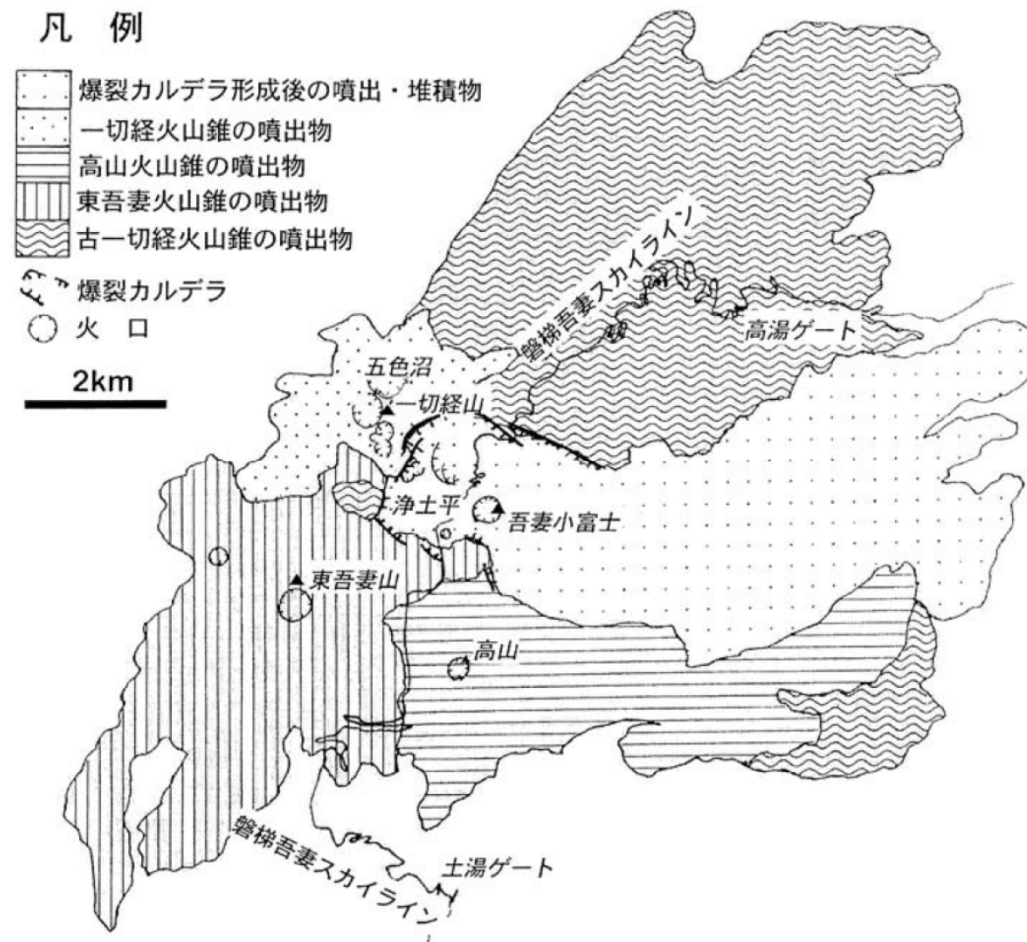 凡 例
爆裂カルデラ形成後の噴出・堆積物
一切経火山錐の噴出物
高山火山錐の噴出物
東吾妻火山錐の噴出物
古一切経火山錐の噴出物
爆裂カルデラ
火 口
2km
磐梯吾妻スカイライン
高湯ゲート
五色沼
一切経山
浄土平
吾妻小富士
東吾妻山
高山
磐梯吾妻スカイライン
土湯ゲート